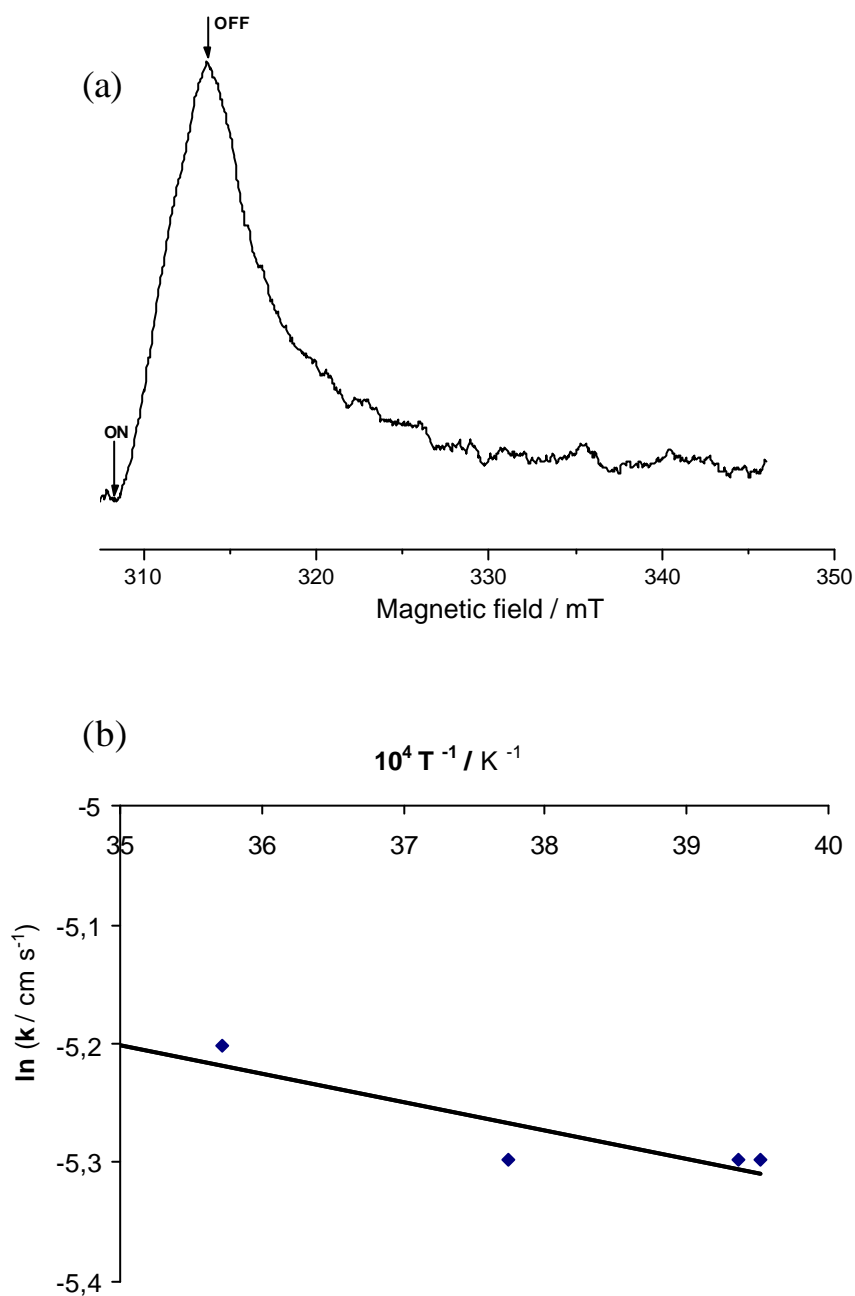 OFF
(a)
ON
310 320 330 340 350
Magnetic field / mT
(b)
10⁴ T ⁻¹ / K ⁻¹
-5
35 36 37 38 39 40
-5,1
-5,2
-5,3
-5,4
ln (k / cm s⁻¹)